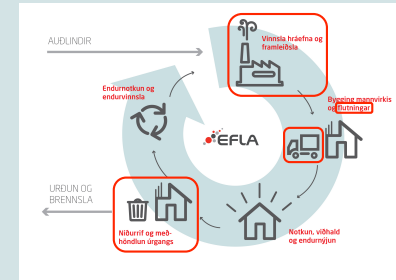 AUÐLINDIR
Vinnsla hráefna og
framleiðsla
Endurnotkun og
endurvinnsla
Bygging mannvirkis
og flutningar
EFLA
URÐUN OG
BRENNSLA
Niðurrif og með-
höndlun úrgangs
Notkun, viðhald
og endurnýjun